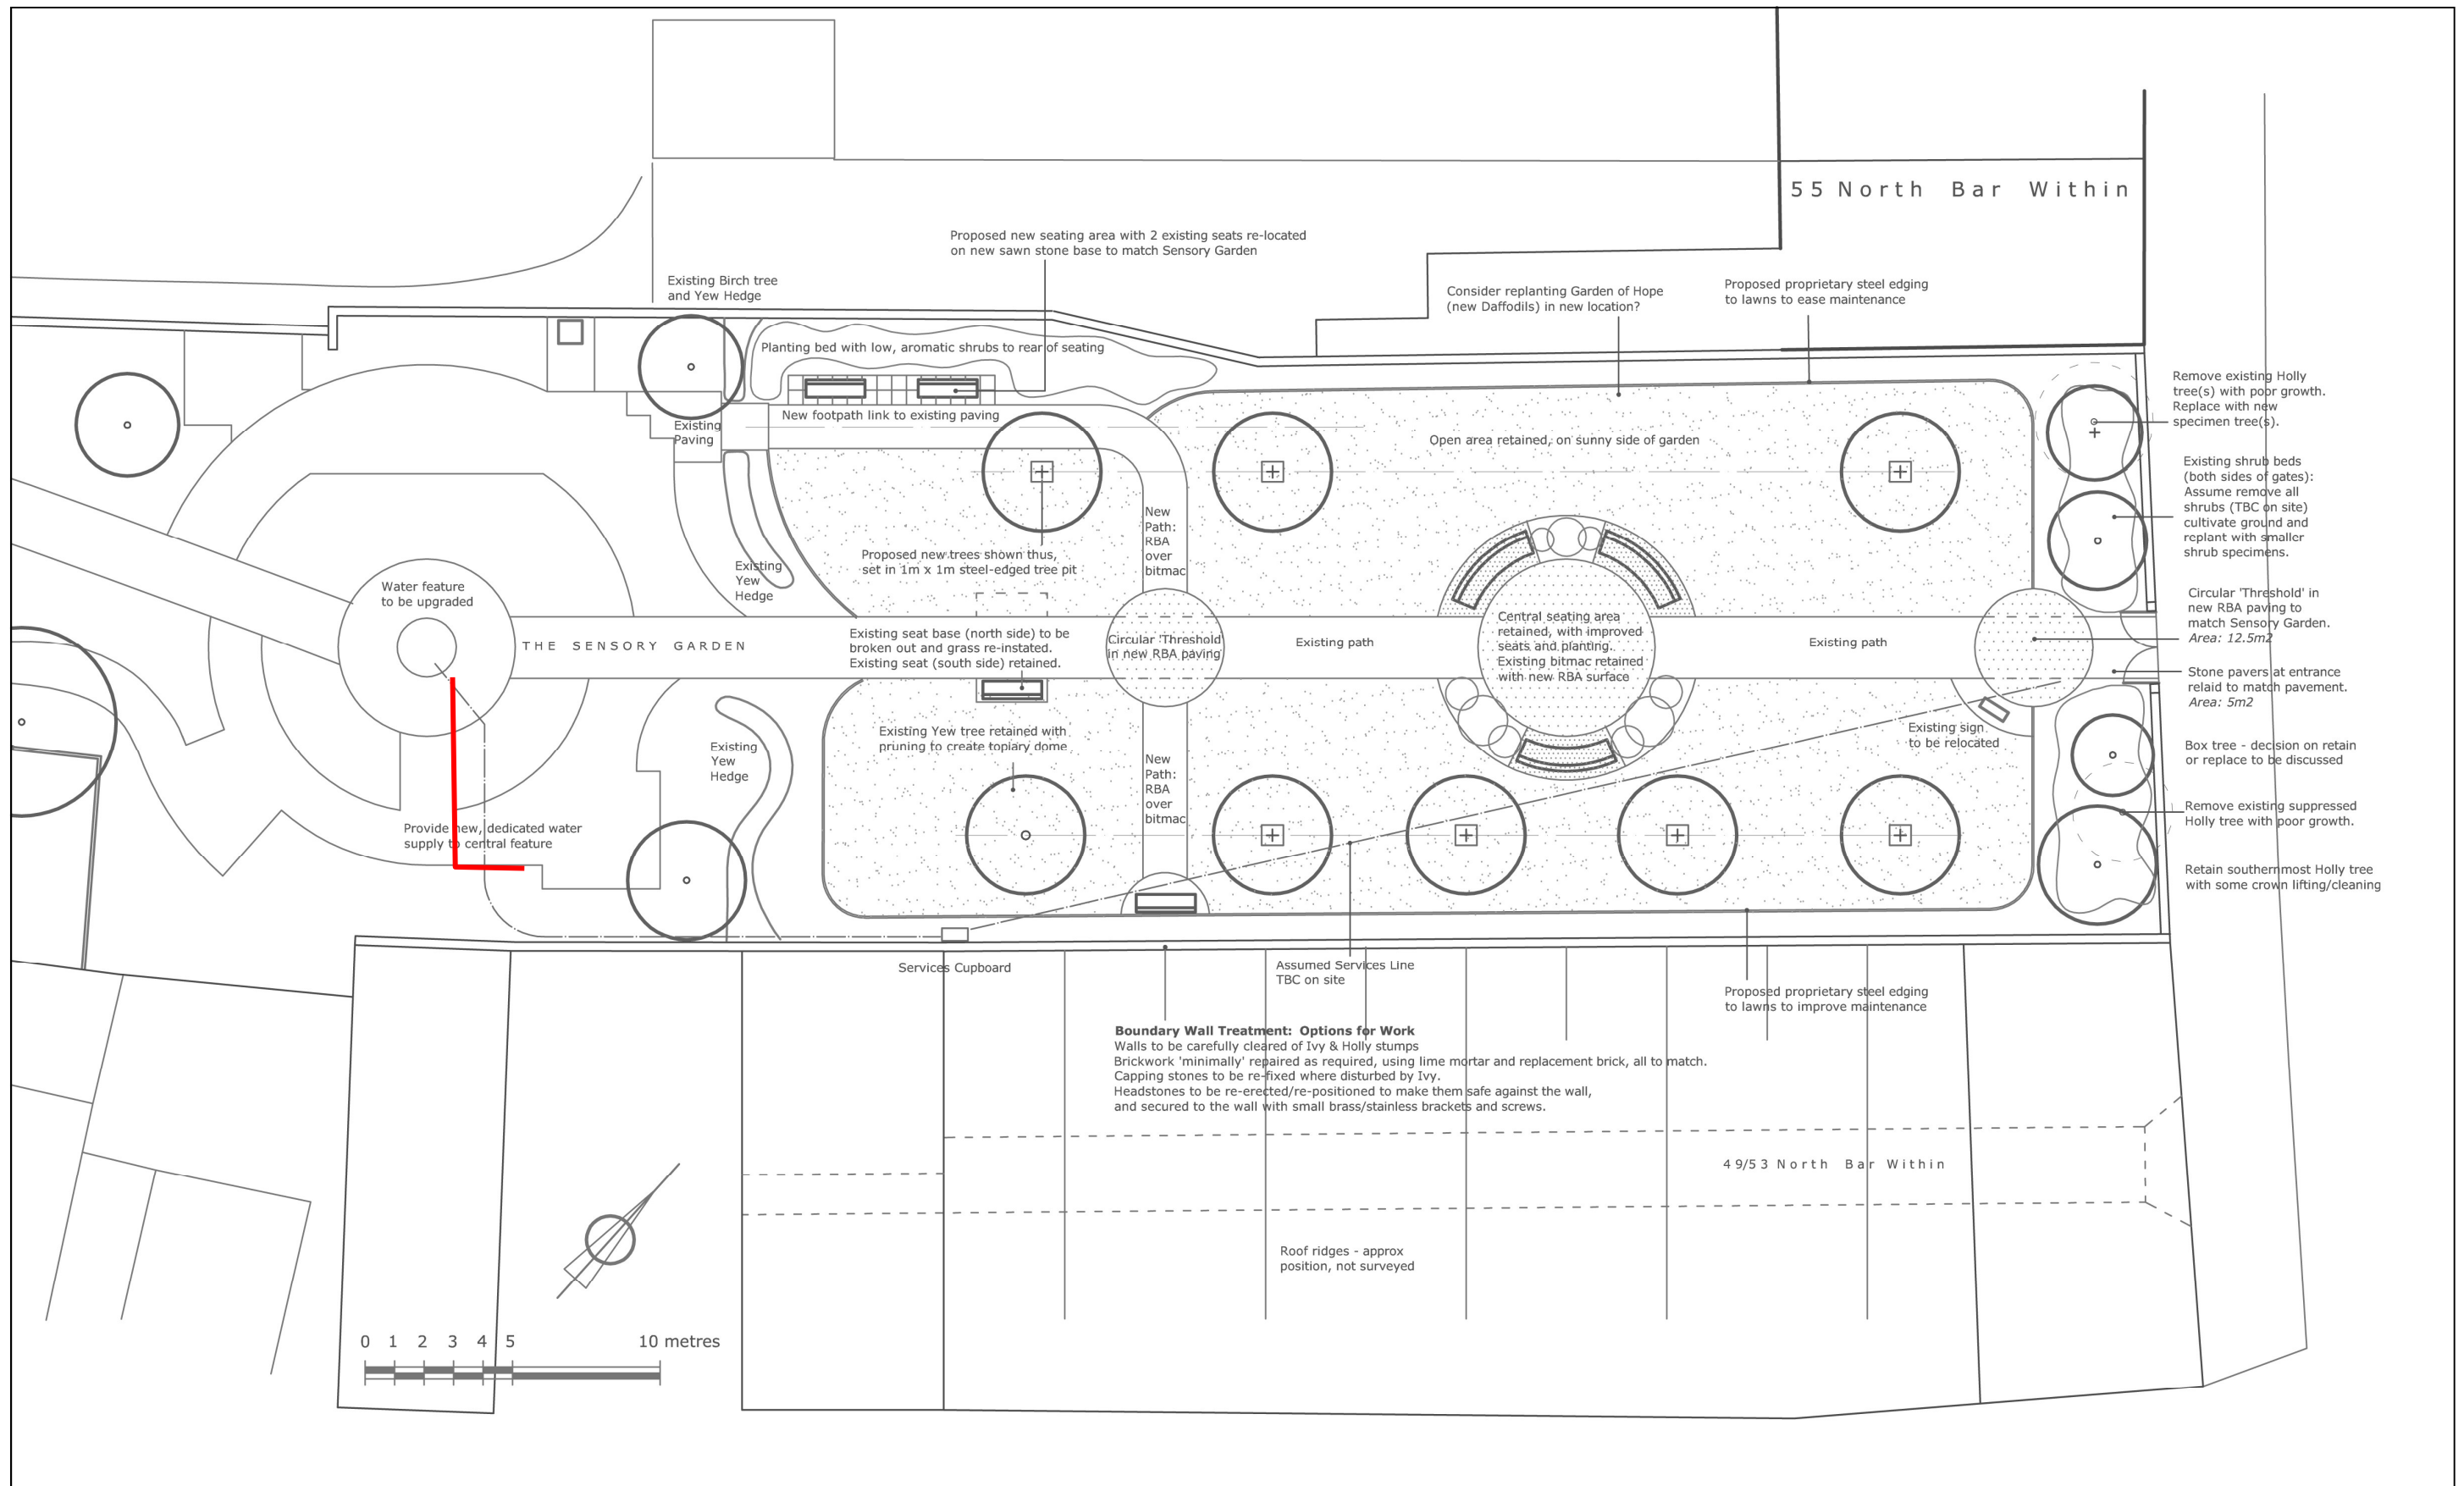 55 North Bar Within
Proposed new seating area with 2 existing seats re-located
on new sawn stone base to match Sensory Garden
Existing Birch tree
and Yew Hedge
Consider replanting Garden of Hope
(new Daffodils) in new location?
Proposed proprietary steel edging
to lawns to ease maintenance
Planting bed with low, aromatic shrubs to rear of seating
New footpath link to existing paving
Existing
Paving
Open area retained, on sunny side of garden
Remove existing Holly
tree(s) with poor growth.
Replace with new
specimen tree(s).
Existing shrub beds
(both sides of gates):
Assume remove all
shrubs (TBC on site)
cultivate ground and
replant with smaller
shrub specimens.
New
Path:
RBA
over
bitmac
Proposed new trees shown thus,
set in 1m x 1m steel-edged tree pit
Existing
Yew
Hedge
Water feature
to be upgraded
THE SENSORY GARDEN
Existing seat base (north side) to be
broken out and grass re-instated.
Existing seat (south side) retained.
Circular 'Threshold'
in new RBA paving
Existing path
Central seating area
retained, with improved
seats and planting.
Existing bitmac retained
with new RBA surface
Existing path
Circular 'Threshold' in
new RBA paving to
match Sensory Garden.
Area: 12.5m2
Stone pavers at entrance
relaid to match pavement.
Area: 5m2
Existing Yew tree retained with
pruning to create topiary dome
Existing
Yew
Hedge
New
Path:
RBA
over
bitmac
Existing sign
to be relocated
Box tree - decision on retain
or replace to be discussed
Remove existing suppressed
Holly tree with poor growth.
Retain southernmost Holly tree
with some crown lifting/cleaning
Provide new, dedicated water
supply to central feature
Services Cupboard
Assumed Services Line
TBC on site
Proposed proprietary steel edging
to lawns to improve maintenance
Boundary Wall Treatment: Options for Work
Walls to be carefully cleared of Ivy & Holly stumps
Brickwork 'minimally' repaired as required, using lime mortar and replacement brick, all to match.
Capping stones to be re-fixed where disturbed by Ivy.
Headstones to be re-erected/re-positioned to make them safe against the wall,
and secured to the wall with small brass/stainless brackets and screws.
49/53 North Bar Within
Roof ridges - approx
position, not surveyed
0 1 2 3 4 5 10 metres